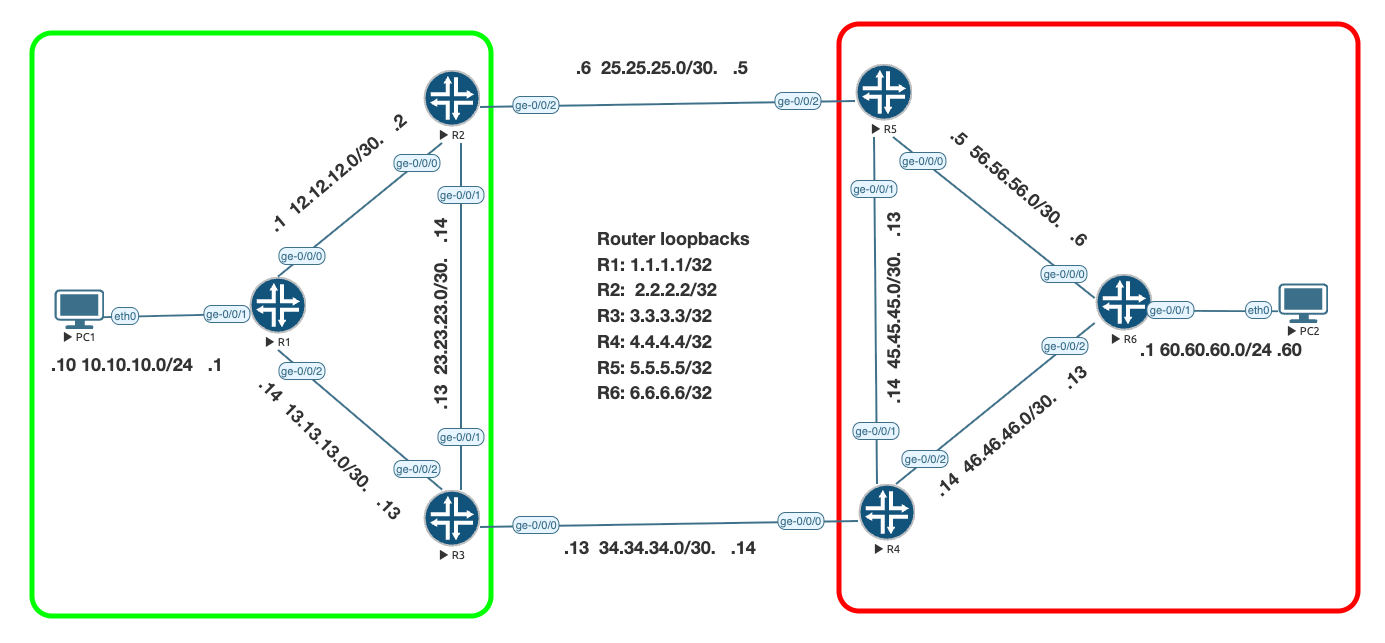 .6 25.25.25.0/30. .5
ge-0/0/2
ge-0/0/2
R2
R5
.1 12.12.12.0/30. .2
ge-0/0/0
ge-0/0/0
ge-0/0/1
.13 23.23.23.0/30. .14
ge-0/0/1
ge-0/0/0
.5 56.56.56.0/30. .6
ge-0/0/1
.14 45.45.45.0/30. .13
ge-0/0/0
Router loopbacks
R1: 1.1.1.1/32
R2: 2.2.2.2/32
R3: 3.3.3.3/32
R4: 4.4.4.4/32
R5: 5.5.5.5/32
R6: 6.6.6.6/32
eth0
ge-0/0/1
PC1
R1
.10 10.10.10.0/24 .1
ge-0/0/1
eth0
R6
PC2
.1 60.60.60.0/24 .60
ge-0/0/2
.14 13.13.13.0/30. .13
ge-0/0/2
ge-0/0/1
ge-0/0/1
ge-0/0/2
.14 46.46.46.0/30. .13
ge-0/0/2
ge-0/0/0
ge-0/0/0
R3
R4
.13 34.34.34.0/30. .14